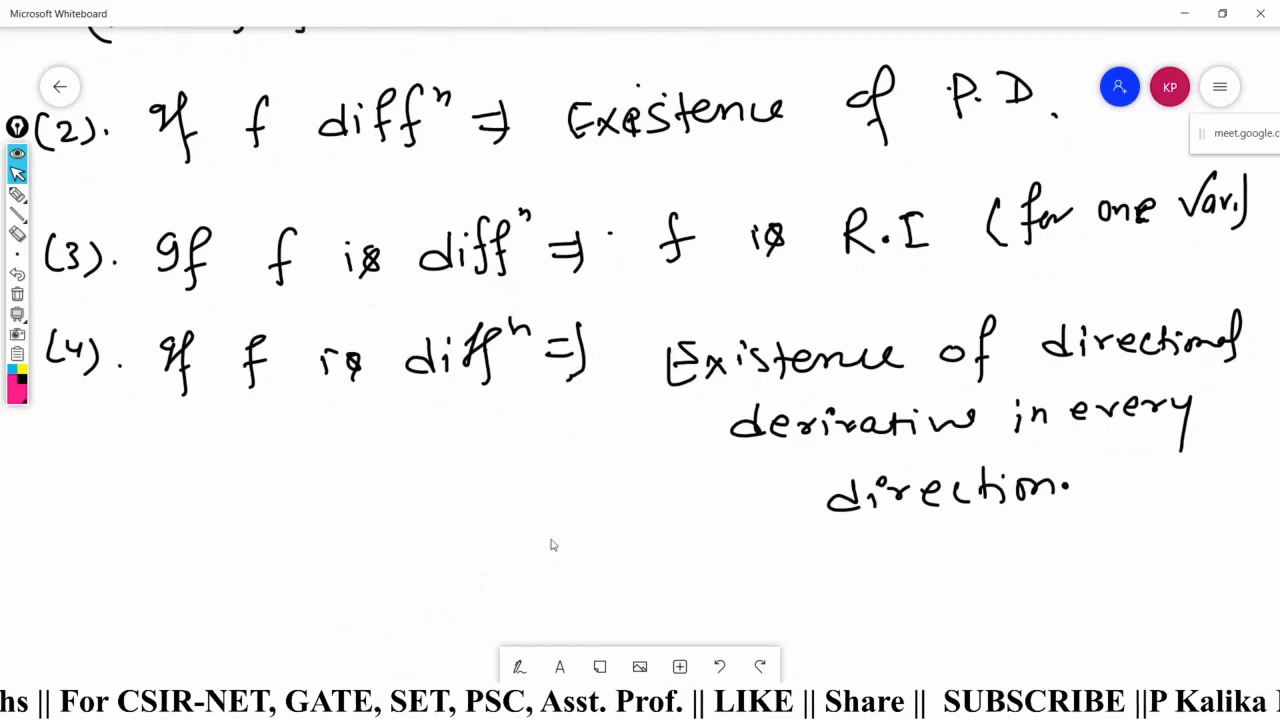 Microsoft Whiteboard
KP
meet.google.c
(2). If f diffⁿ ⇒ Existence of P.D.
(3). If f is diffⁿ ⇒ f is R.I (for one Var.)
(4). If f is diffⁿ ⇒ Existence of directional
derivative in every
direction.
hs || For CSIR-NET, GATE, SET, PSC, Asst. Prof. || LIKE || Share || SUBSCRIBE ||P Kalika